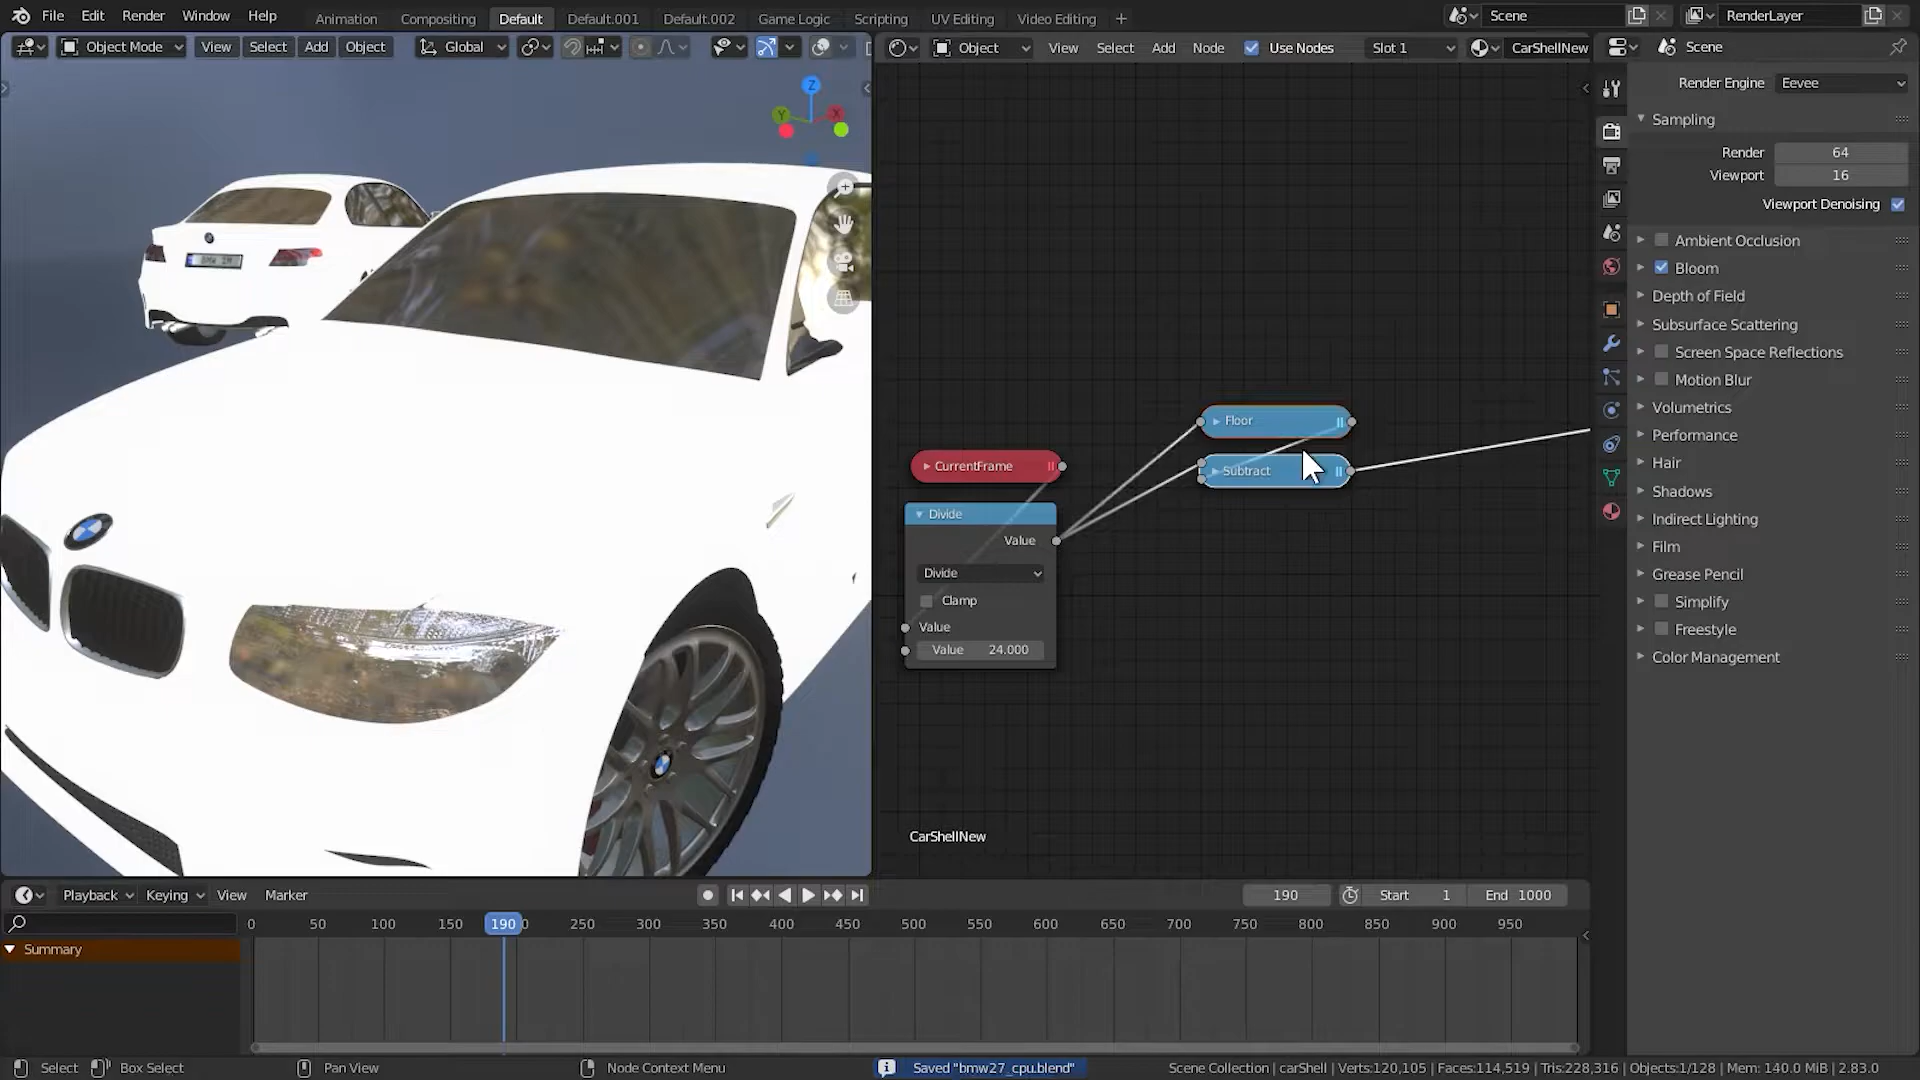 File Edit Render Window Help Animation Compositing Default Default.001 Default.002 Game Logic Scripting UV Editing Video Editing + Scene RenderLayer
Object Mode View Select Add Object Global Object View Select Add Node Use Nodes Slot 1 CarShellNew Scene
Z
Y X
Render Engine Eevee
Sampling
Render 64
Viewport 16
Viewport Denoising
Ambient Occlusion
Bloom
Depth of Field
Subsurface Scattering
Screen Space Reflections
Motion Blur
Volumetrics
Performance
Hair
Shadows
Indirect Lighting
Film
Grease Pencil
Simplify
Freestyle
Color Management
Floor
Subtract
CurrentFrame
Divide
Value
Divide
Clamp
Value
Value 24.000
CarShellNew
Playback Keying View Marker 190 Start 1 End 1000
0 50 100 150 190 250 300 350 400 450 500 550 600 650 700 750 800 850 900 950
Summary
Select Box Select Pan View Node Context Menu Saved "bmw27_cpu.blend" Scene Collection | carShell | Verts:120,105 | Faces:114,519 | Tris:228,316 | Objects:1/128 | Mem: 140.0 MiB | 2.83.0